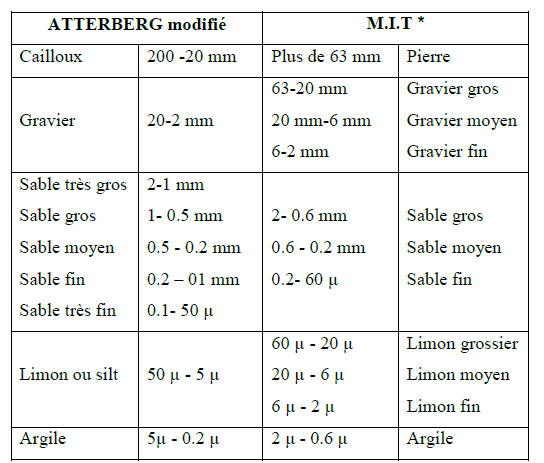 ATTERBERG modifié M.I.T *
Cailloux 200 -20 mm Plus de 63 mm Pierre
63-20 mm Gravier gros
Gravier 20-2 mm 20 mm-6 mm Gravier moyen
6-2 mm Gravier fin
Sable très gros 2-1 mm
Sable gros 1- 0.5 mm 2- 0.6 mm Sable gros
Sable moyen 0.5 - 0.2 mm 0.6 - 0.2 mm Sable moyen
Sable fin 0.2 – 01 mm 0.2- 60 µ Sable fin
Sable très fin 0.1- 50 µ
60 µ - 20 µ Limon grossier
Limon ou silt 50 µ - 5 µ 20 µ - 6 µ Limon moyen
6 µ - 2 µ Limon fin
Argile 5µ - 0.2 µ 2 µ - 0.6 µ Argile